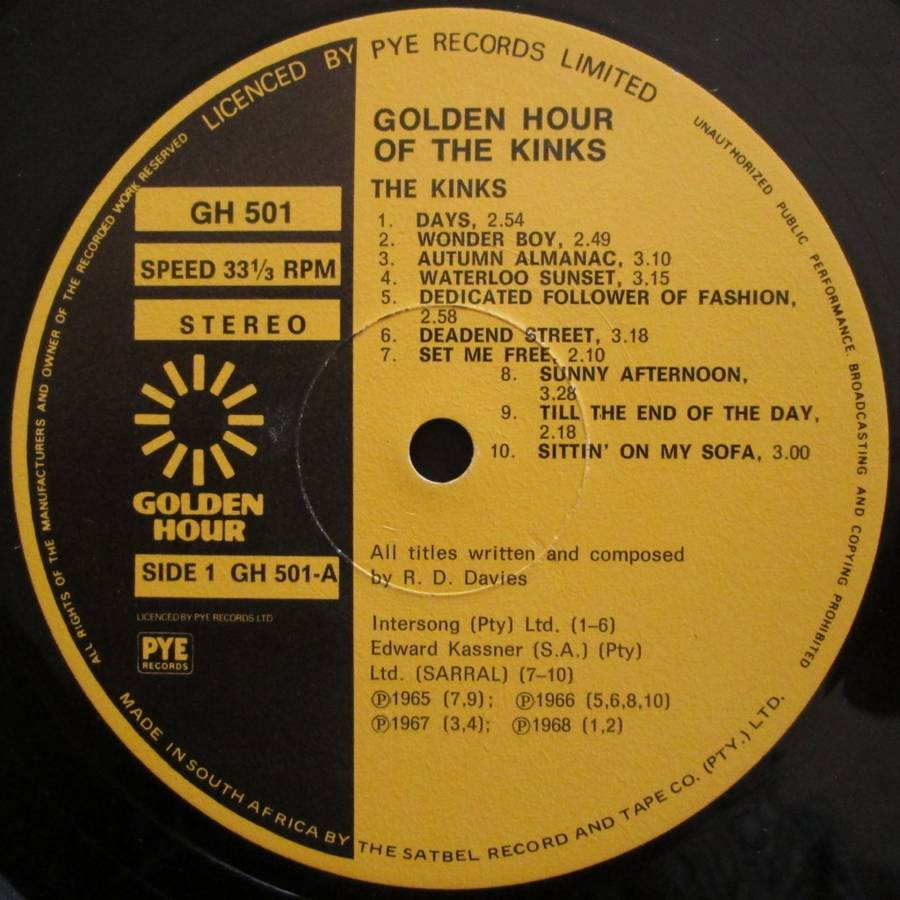 LICENCED BY PYE RECORDS LIMITED
UNAUTHORIZED PUBLIC PERFORMANCE. BROADCASTING AND COPYING PROHIBITED
ALL RIGHTS OF THE MANUFACTURERS AND OWNER OF THE RECORDED WORK RESERVED
GH 501
SPEED 33⅓ RPM
STEREO
GOLDEN
HOUR
SIDE 1 GH 501-A
LICENCED BY PYE RECORDS LTD
PYE
RECORDS
GOLDEN HOUR
OF THE KINKS
THE KINKS
1. DAYS, 2.54
2. WONDER BOY, 2.49
3. AUTUMN ALMANAC, 3.10
4. WATERLOO SUNSET, 3.15
5. DEDICATED FOLLOWER OF FASHION,
2.58
6. DEADEND STREET, 3.18
7. SET ME FREE, 2.10
8. SUNNY AFTERNOON,
3.28
9. TILL THE END OF THE DAY,
2.18
10. SITTIN' ON MY SOFA, 3.00
All titles written and composed
by R. D. Davies
Intersong (Pty) Ltd. (1–6)
Edward Kassner (S.A.) (Pty)
Ltd. (SARRAL) (7–10)
℗1965 (7,9); ℗1966 (5,6,8,10)
℗1967 (3,4); ℗1968 (1,2)
MADE IN SOUTH AFRICA BY THE SATBEL RECORD AND TAPE CO. (PTY.) LTD.